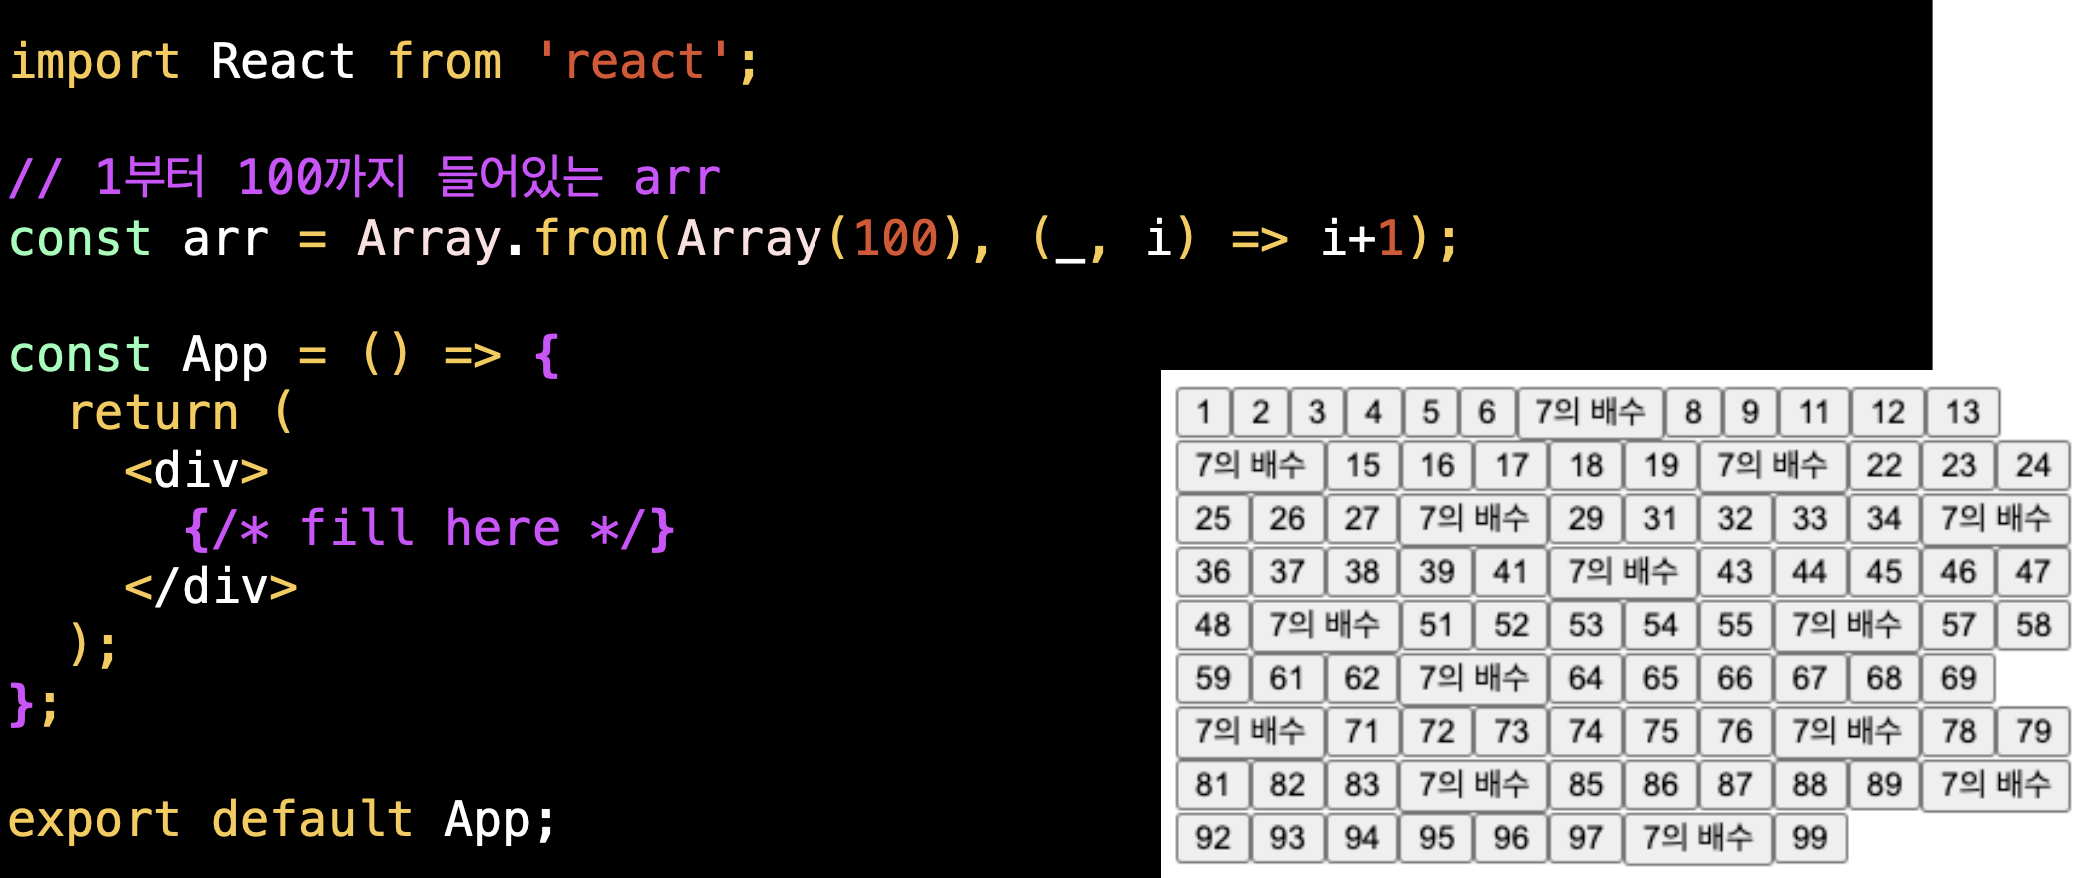 import React from 'react';
// 1부터 100까지 들어있는 arr
const arr = Array.from(Array(100), (_, i) => i+1);
const App = () => {
return (
<div>
{/* fill here */}
</div>
);
};
export default App;
1 2 3 4 5 6 7의 배수 8 9 11 12 13
7의 배수 15 16 17 18 19 7의 배수 22 23 24
25 26 27 7의 배수 29 31 32 33 34 7의 배수
36 37 38 39 41 7의 배수 43 44 45 46 47
48 7의 배수 51 52 53 54 55 7의 배수 57 58
59 61 62 7의 배수 64 65 66 67 68 69
7의 배수 71 72 73 74 75 76 7의 배수 78 79
81 82 83 7의 배수 85 86 87 88 89 7의 배수
92 93 94 95 96 97 7의 배수 99